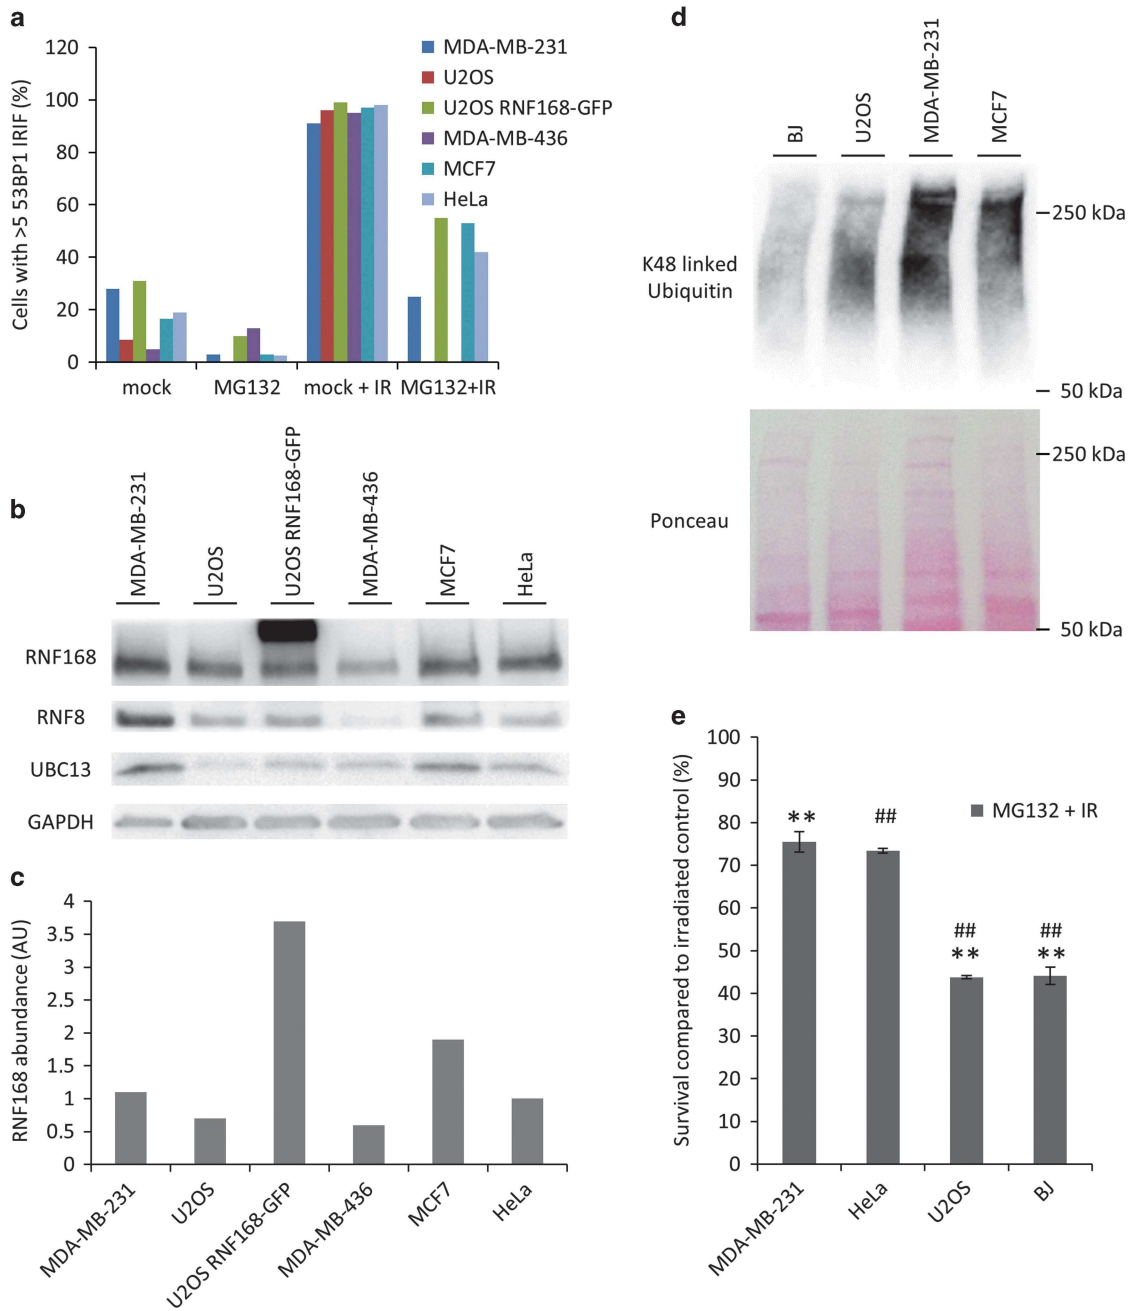 a
Cells with >5 53BP1 IRIF (%)
120
100
80
60
40
20
0
mock
MG132
mock + IR
MG132+IR
MDA-MB-231
U2OS
U2OS RNF168-GFP
MDA-MB-436
MCF7
HeLa
b
MDA-MB-231
U2OS
U2OS RNF168-GFP
MDA-MB-436
MCF7
HeLa
RNF168
RNF8
UBC13
GAPDH
c
RNF168 abundance (AU)
4
3.5
3
2.5
2
1.5
1
0.5
0
MDA-MB-231
U2OS
U2OS RNF168-GFP
MDA-MB-436
MCF7
HeLa
d
BJ
U2OS
MDA-MB-231
MCF7
K48 linked
Ubiquitin
250 kDa
50 kDa
Ponceau
250 kDa
50 kDa
e
Survival compared to irradiated control (%)
100
90
80
70
60
50
40
30
20
10
0
MG132 + IR
**
##
##
**
##
**
MDA-MB-231
HeLa
U2OS
BJ